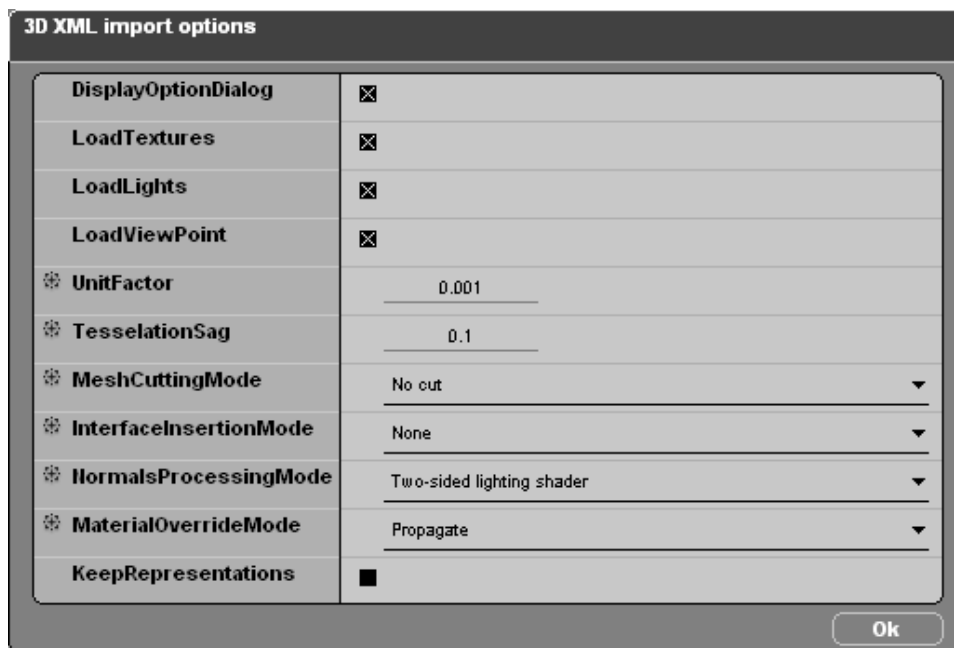 3D XML import options
DisplayOptionDialog
LoadTextures
LoadLights
LoadViewPoint
UnitFactor 0.001
TesselationSag 0.1
MeshCuttingMode No cut
InterfaceInsertionMode None
NormalsProcessingMode Two-sided lighting shader
MaterialOverrideMode Propagate
KeepRepresentations
Ok